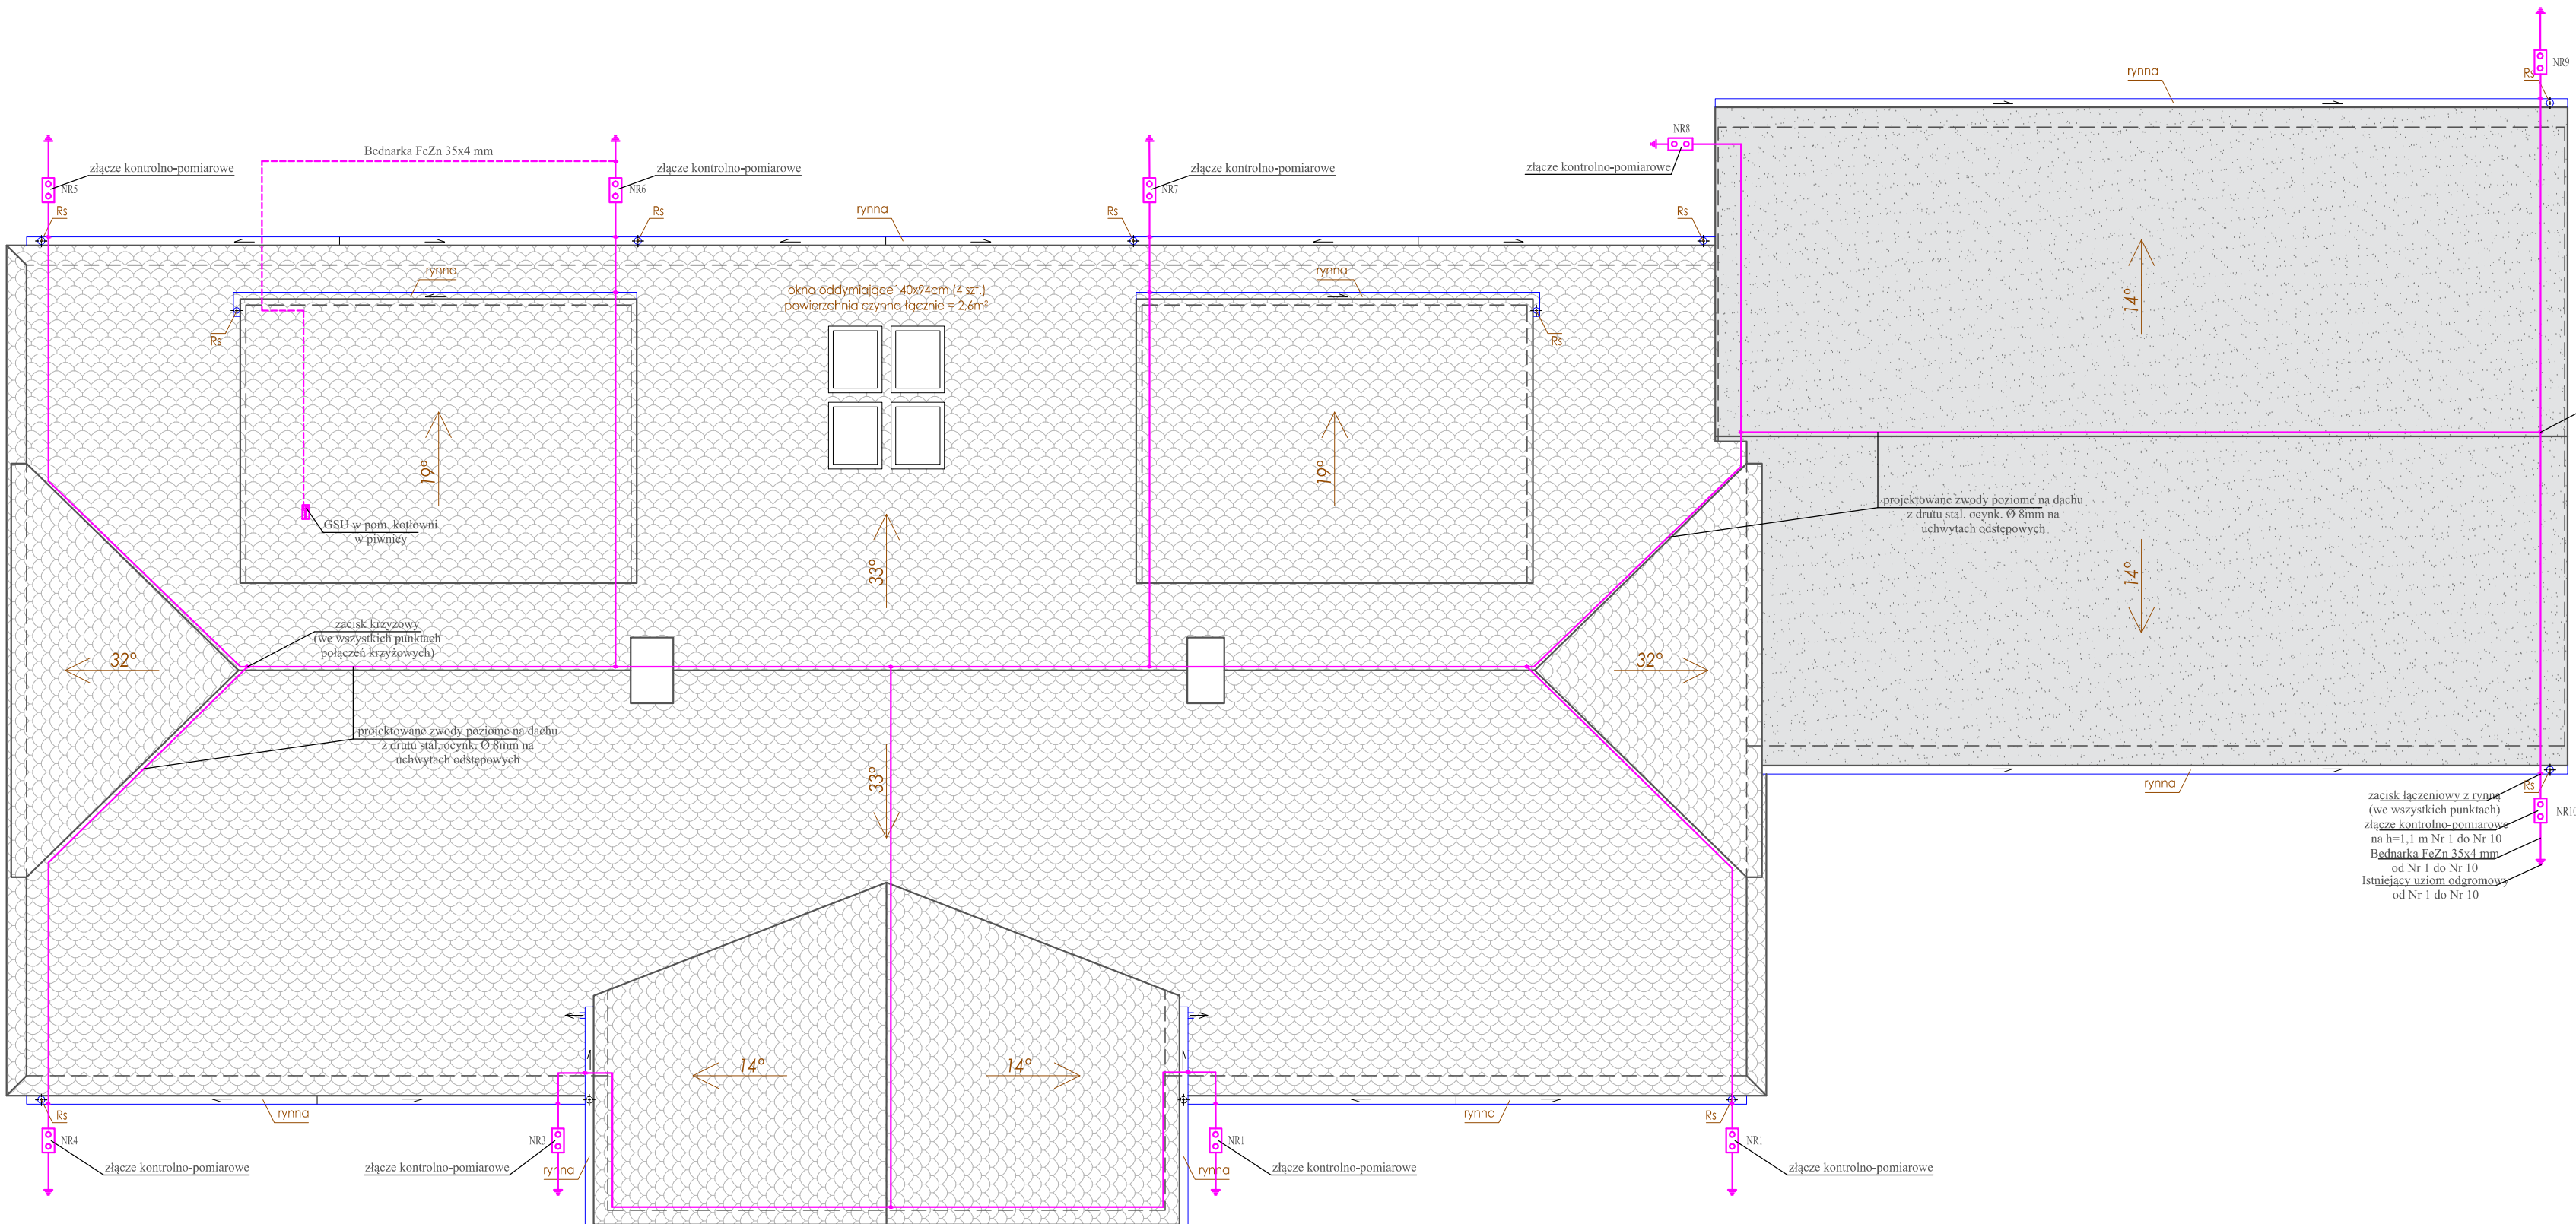 NR9
rynna
Rs
NR8
złącze kontrolno-pomiarowe
Bednarka FeZn 35x4 mm
złącze kontrolno-pomiarowe
NR5
złącze kontrolno-pomiarowe
NR6
złącze kontrolno-pomiarowe
NR7
Rs
Rs
rynna
Rs
Rs
rynna
okna oddymiające140x94cm (4 szt.)
powierzchnia czynna łącznie = 2,6m²
rynna
Rs
Rs
14°
19°
19°
GSU w pom. kotłowni
w piwnicy
projektowane zwody poziome na dachu
z drutu stal. ocynk. Ø 8mm na
uchwytach odstępowych
33°
14°
zacisk krzyżowy
(we wszystkich punktach
połączeń krzyżowych)
32°
32°
projektowane zwody poziome na dachu
z drutu stal. ocynk. Ø 8mm na
uchwytach odstępowych
33°
rynna
Rs
zacisk łaczeniowy z rynną
(we wszystkich punktach)
złącze kontrolno-pomiarowe
na h=1,1 m Nr 1 do Nr 10
NR10
Bednarka FeZn 35x4 mm
od Nr 1 do Nr 10
Istniejący uziom odgromowy
od Nr 1 do Nr 10
14°
14°
Rs
rynna
rynna
Rs
NR4
NR3
NR1
NR1
złącze kontrolno-pomiarowe
złącze kontrolno-pomiarowe
rynna
rynna
złącze kontrolno-pomiarowe
złącze kontrolno-pomiarowe